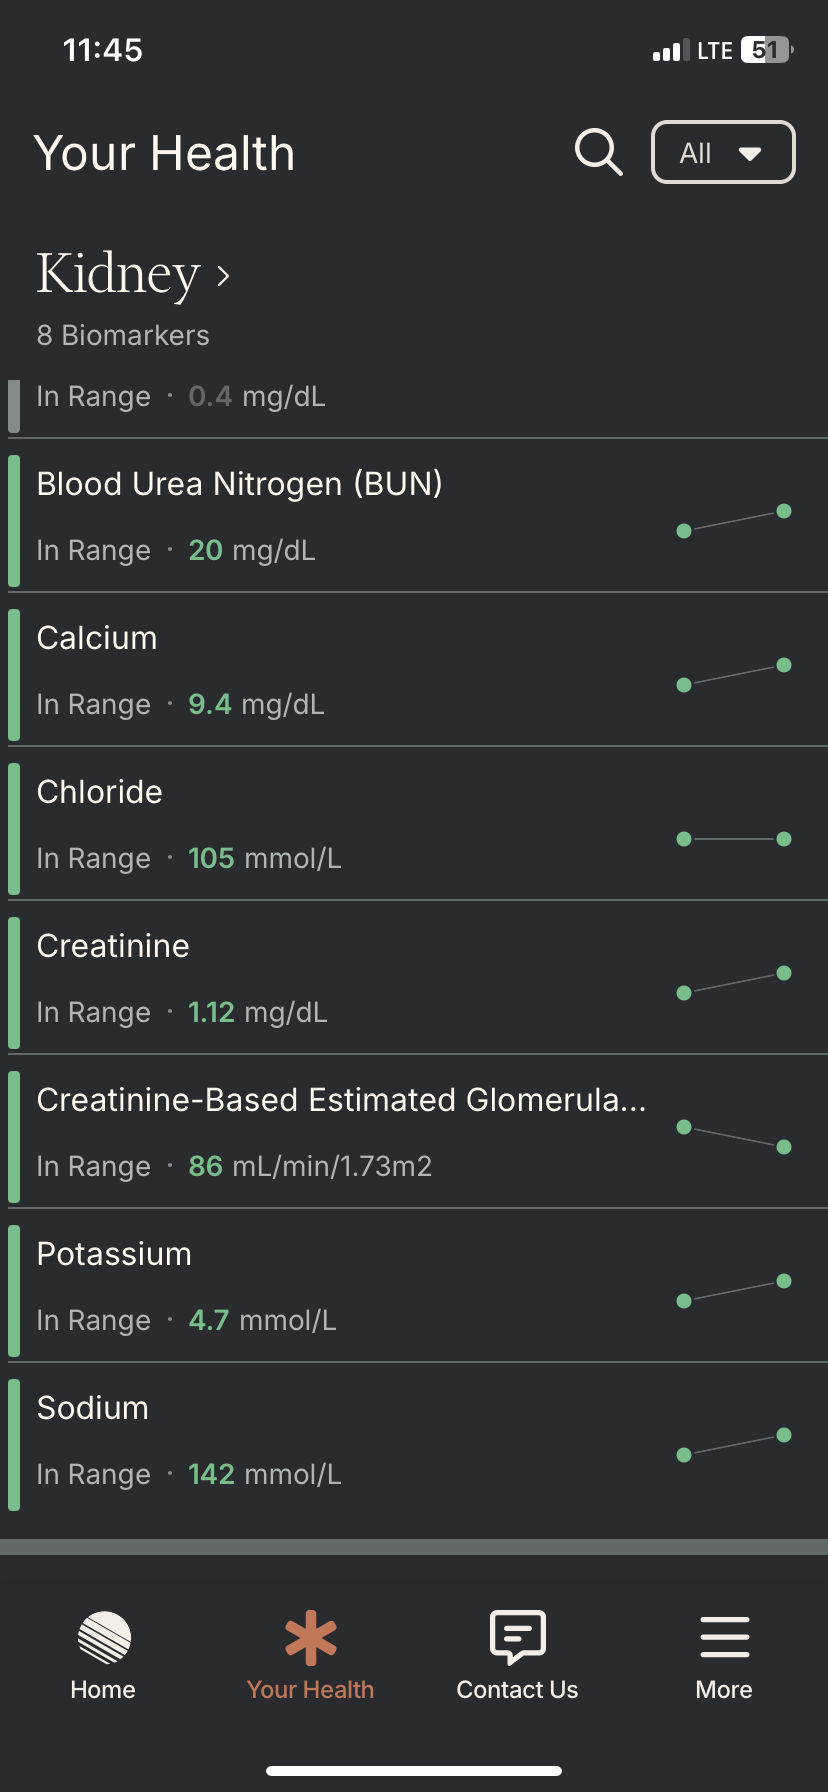 11:45
LTE 51
Your Health
All
Kidney
8 Biomarkers
In Range · 0.4 mg/dL
Blood Urea Nitrogen (BUN)
In Range · 20 mg/dL
Calcium
In Range · 9.4 mg/dL
Chloride
In Range · 105 mmol/L
Creatinine
In Range · 1.12 mg/dL
Creatinine-Based Estimated Glomerula...
In Range · 86 mL/min/1.73m2
Potassium
In Range · 4.7 mmol/L
Sodium
In Range · 142 mmol/L
Home
Your Health
Contact Us
More